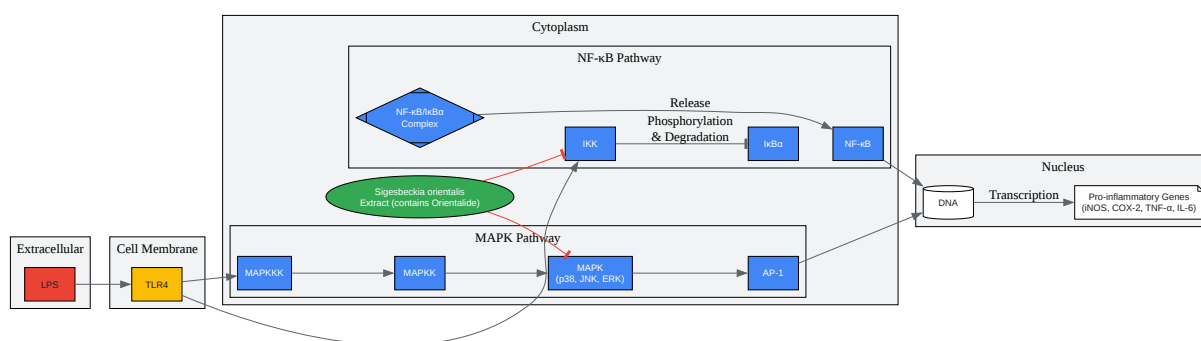 Cytoplasm
NF-κB Pathway
NF-κB/IκBα
Complex
Release
Phosphorylation
& Degradation
IKK
IκBα
NF-κB
Sigesbeckia orientalis
Extract (contains Orientalide)
Nucleus
DNA
Transcription
Pro-inflammatory Genes
(iNOS, COX-2, TNF-α, IL-6)
MAPK Pathway
Extracellular
LPS
Cell Membrane
TLR4
MAPKKK
MAPKK
MAPK
(p38, JNK, ERK)
AP-1